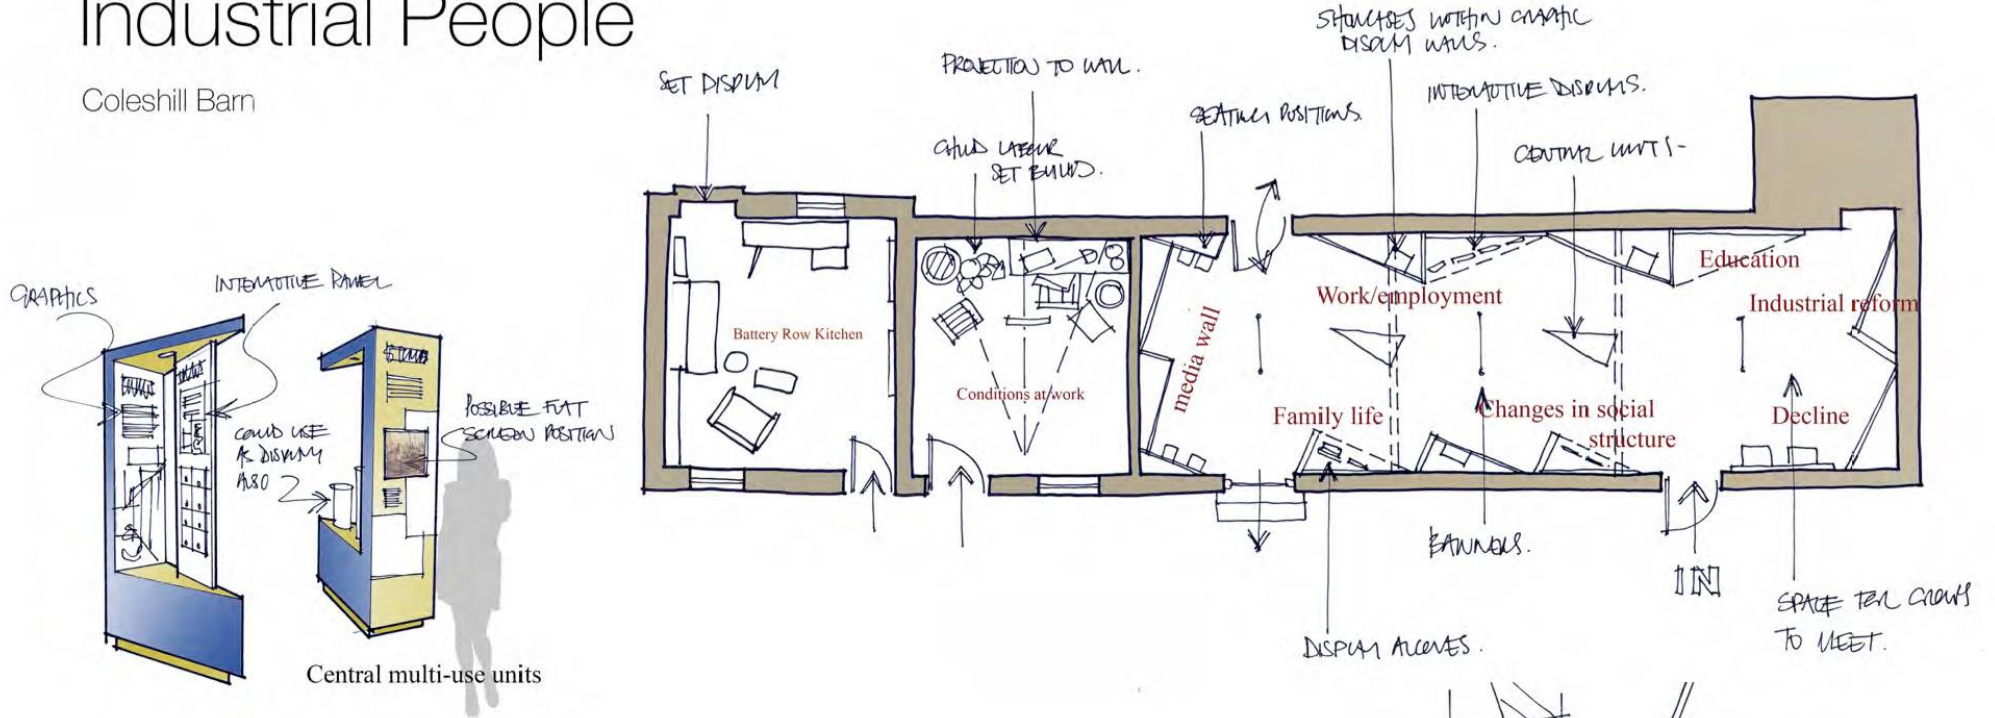 Industrial People
Coleshill Barn
SET DISPLAY
PROJECTION TO WALL.
CHILD LABOUR
SET BUILD.
SEATING POSITIONS.
SHOWCASES WITHIN GRAPHIC
DISPLAY WALLS.
INTERACTIVE DISPLAYS.
CENTRAL UNITS-
GRAPHICS
INTERACTIVE PANEL
COULD USE
AS DISPLAY
ALSO
POSSIBLE FLAT
SCREEN POSITION
Central multi-use units
Battery Row Kitchen
Conditions at work
media wall
Work/employment
Family life
Changes in social
structure
Education
Industrial reform
Decline
BANNERS.
IN
DISPLAY ALCOVES.
SPACE FOR GROUPS
TO MEET.